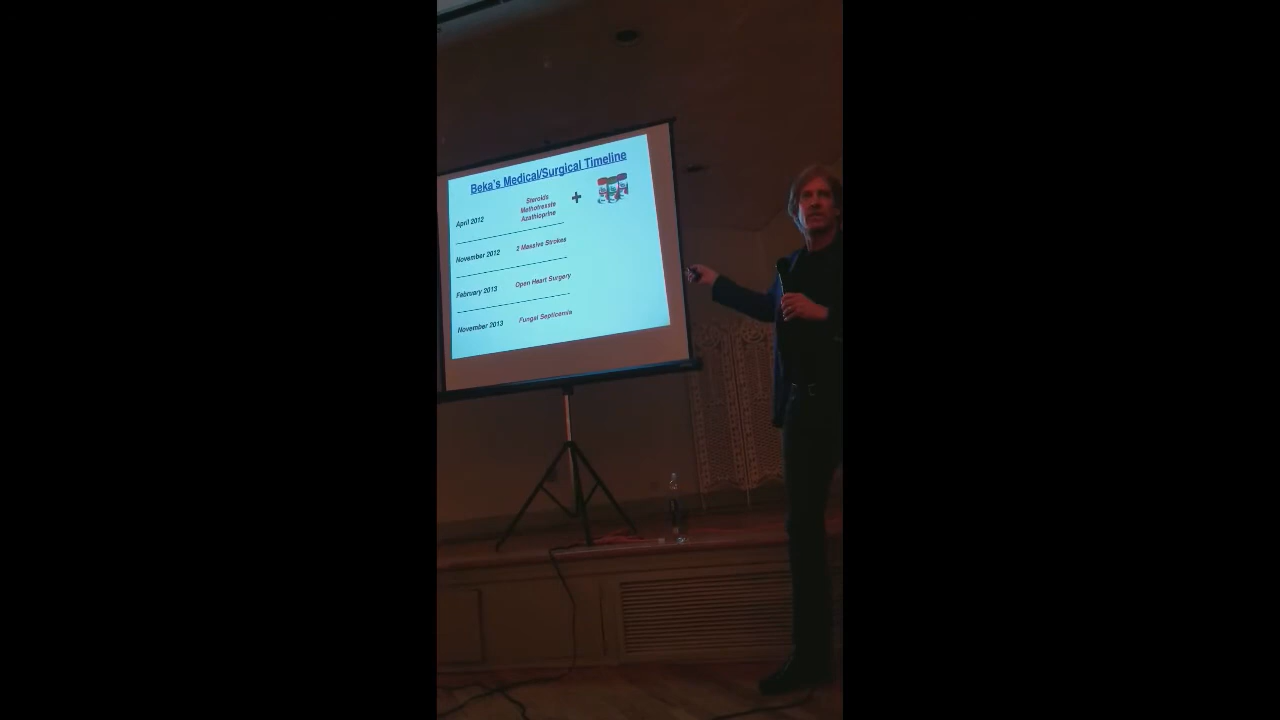 Beka's Medical/Surgical Timeline
April 2012
Steroids
Methotrexate
Azathioprine
+
November 2012 2 Massive Strokes
February 2013 Open Heart Surgery
November 2013 Fungal Septicemia